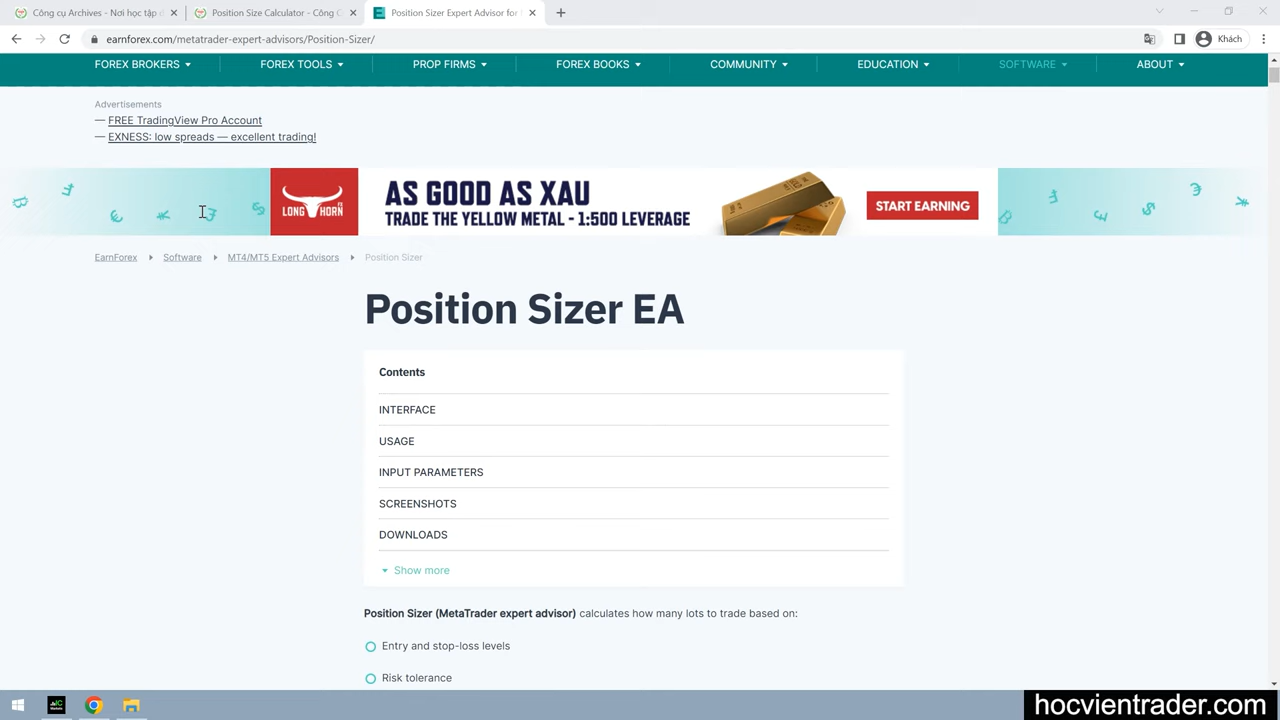 Công cụ Archives - Nơi học tập
Position Size Calculator - Công C
Position Sizer Expert Advisor for
earnforex.com/metatrader-expert-advisors/Position-Sizer/
Khách
FOREX BROKERS
FOREX TOOLS
PROP FIRMS
FOREX BOOKS
COMMUNITY
EDUCATION
SOFTWARE
ABOUT
Advertisements
— FREE TradingView Pro Account
— EXNESS: low spreads — excellent trading!
LONG HORN FX
AS GOOD AS XAU
TRADE THE YELLOW METAL - 1:500 LEVERAGE
START EARNING
EarnForex
Software
MT4/MT5 Expert Advisors
Position Sizer
Position Sizer EA
Contents
INTERFACE
USAGE
INPUT PARAMETERS
SCREENSHOTS
DOWNLOADS
Show more
Position Sizer (MetaTrader expert advisor) calculates how many lots to trade based on:
Entry and stop-loss levels
Risk tolerance
hocvientrader.com